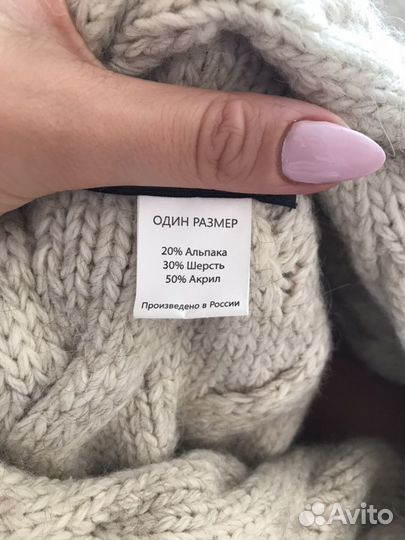 ОДИН РАЗМЕР
20% Альпака
30% Шерсть
50% Акрил
Произведено в России
Avito